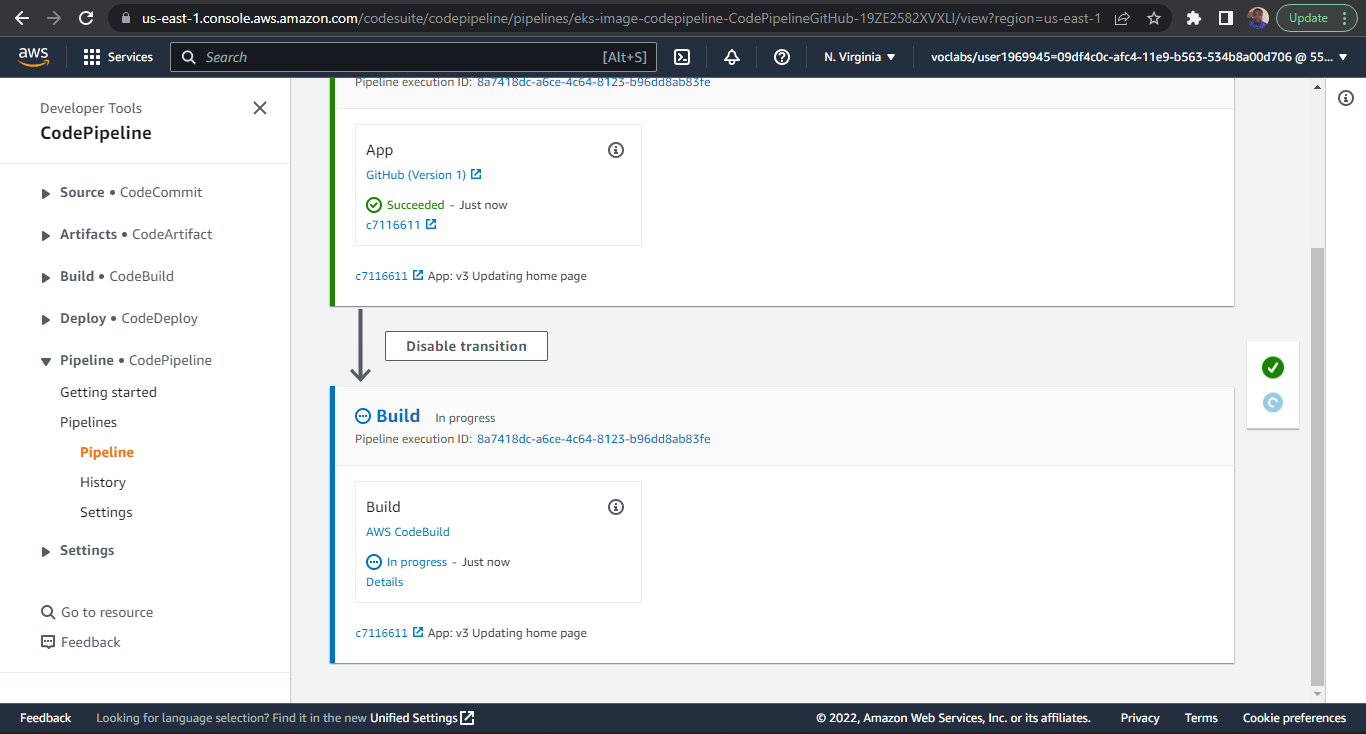 us-east-1.console.aws.amazon.com/codesuite/codepipeline/pipelines/eks-image-codepipeline-CodePipelineGitHub-19ZE2582XVXLI/view?region=us-east-1
Update
aws
Services
Search
[Alt+S]
N. Virginia
voclabs/user1969945=09df4c0c-afc4-11e9-b563-534b8a00d706 @ 55...
Developer Tools
CodePipeline
Source • CodeCommit
Artifacts • CodeArtifact
Build • CodeBuild
Deploy • CodeDeploy
Pipeline • CodePipeline
Getting started
Pipelines
Pipeline
History
Settings
Settings
Go to resource
Feedback
Pipeline execution ID: 8a7418dc-a6ce-4c64-8123-b96dd8ab83fe
App
GitHub (Version 1)
Succeeded - Just now
c7116611
c7116611 App: v3 Updating home page
Disable transition
Build In progress
Pipeline execution ID: 8a7418dc-a6ce-4c64-8123-b96dd8ab83fe
Build
AWS CodeBuild
In progress - Just now
Details
c7116611 App: v3 Updating home page
Feedback
Looking for language selection? Find it in the new Unified Settings
© 2022, Amazon Web Services, Inc. or its affiliates.
Privacy
Terms
Cookie preferences